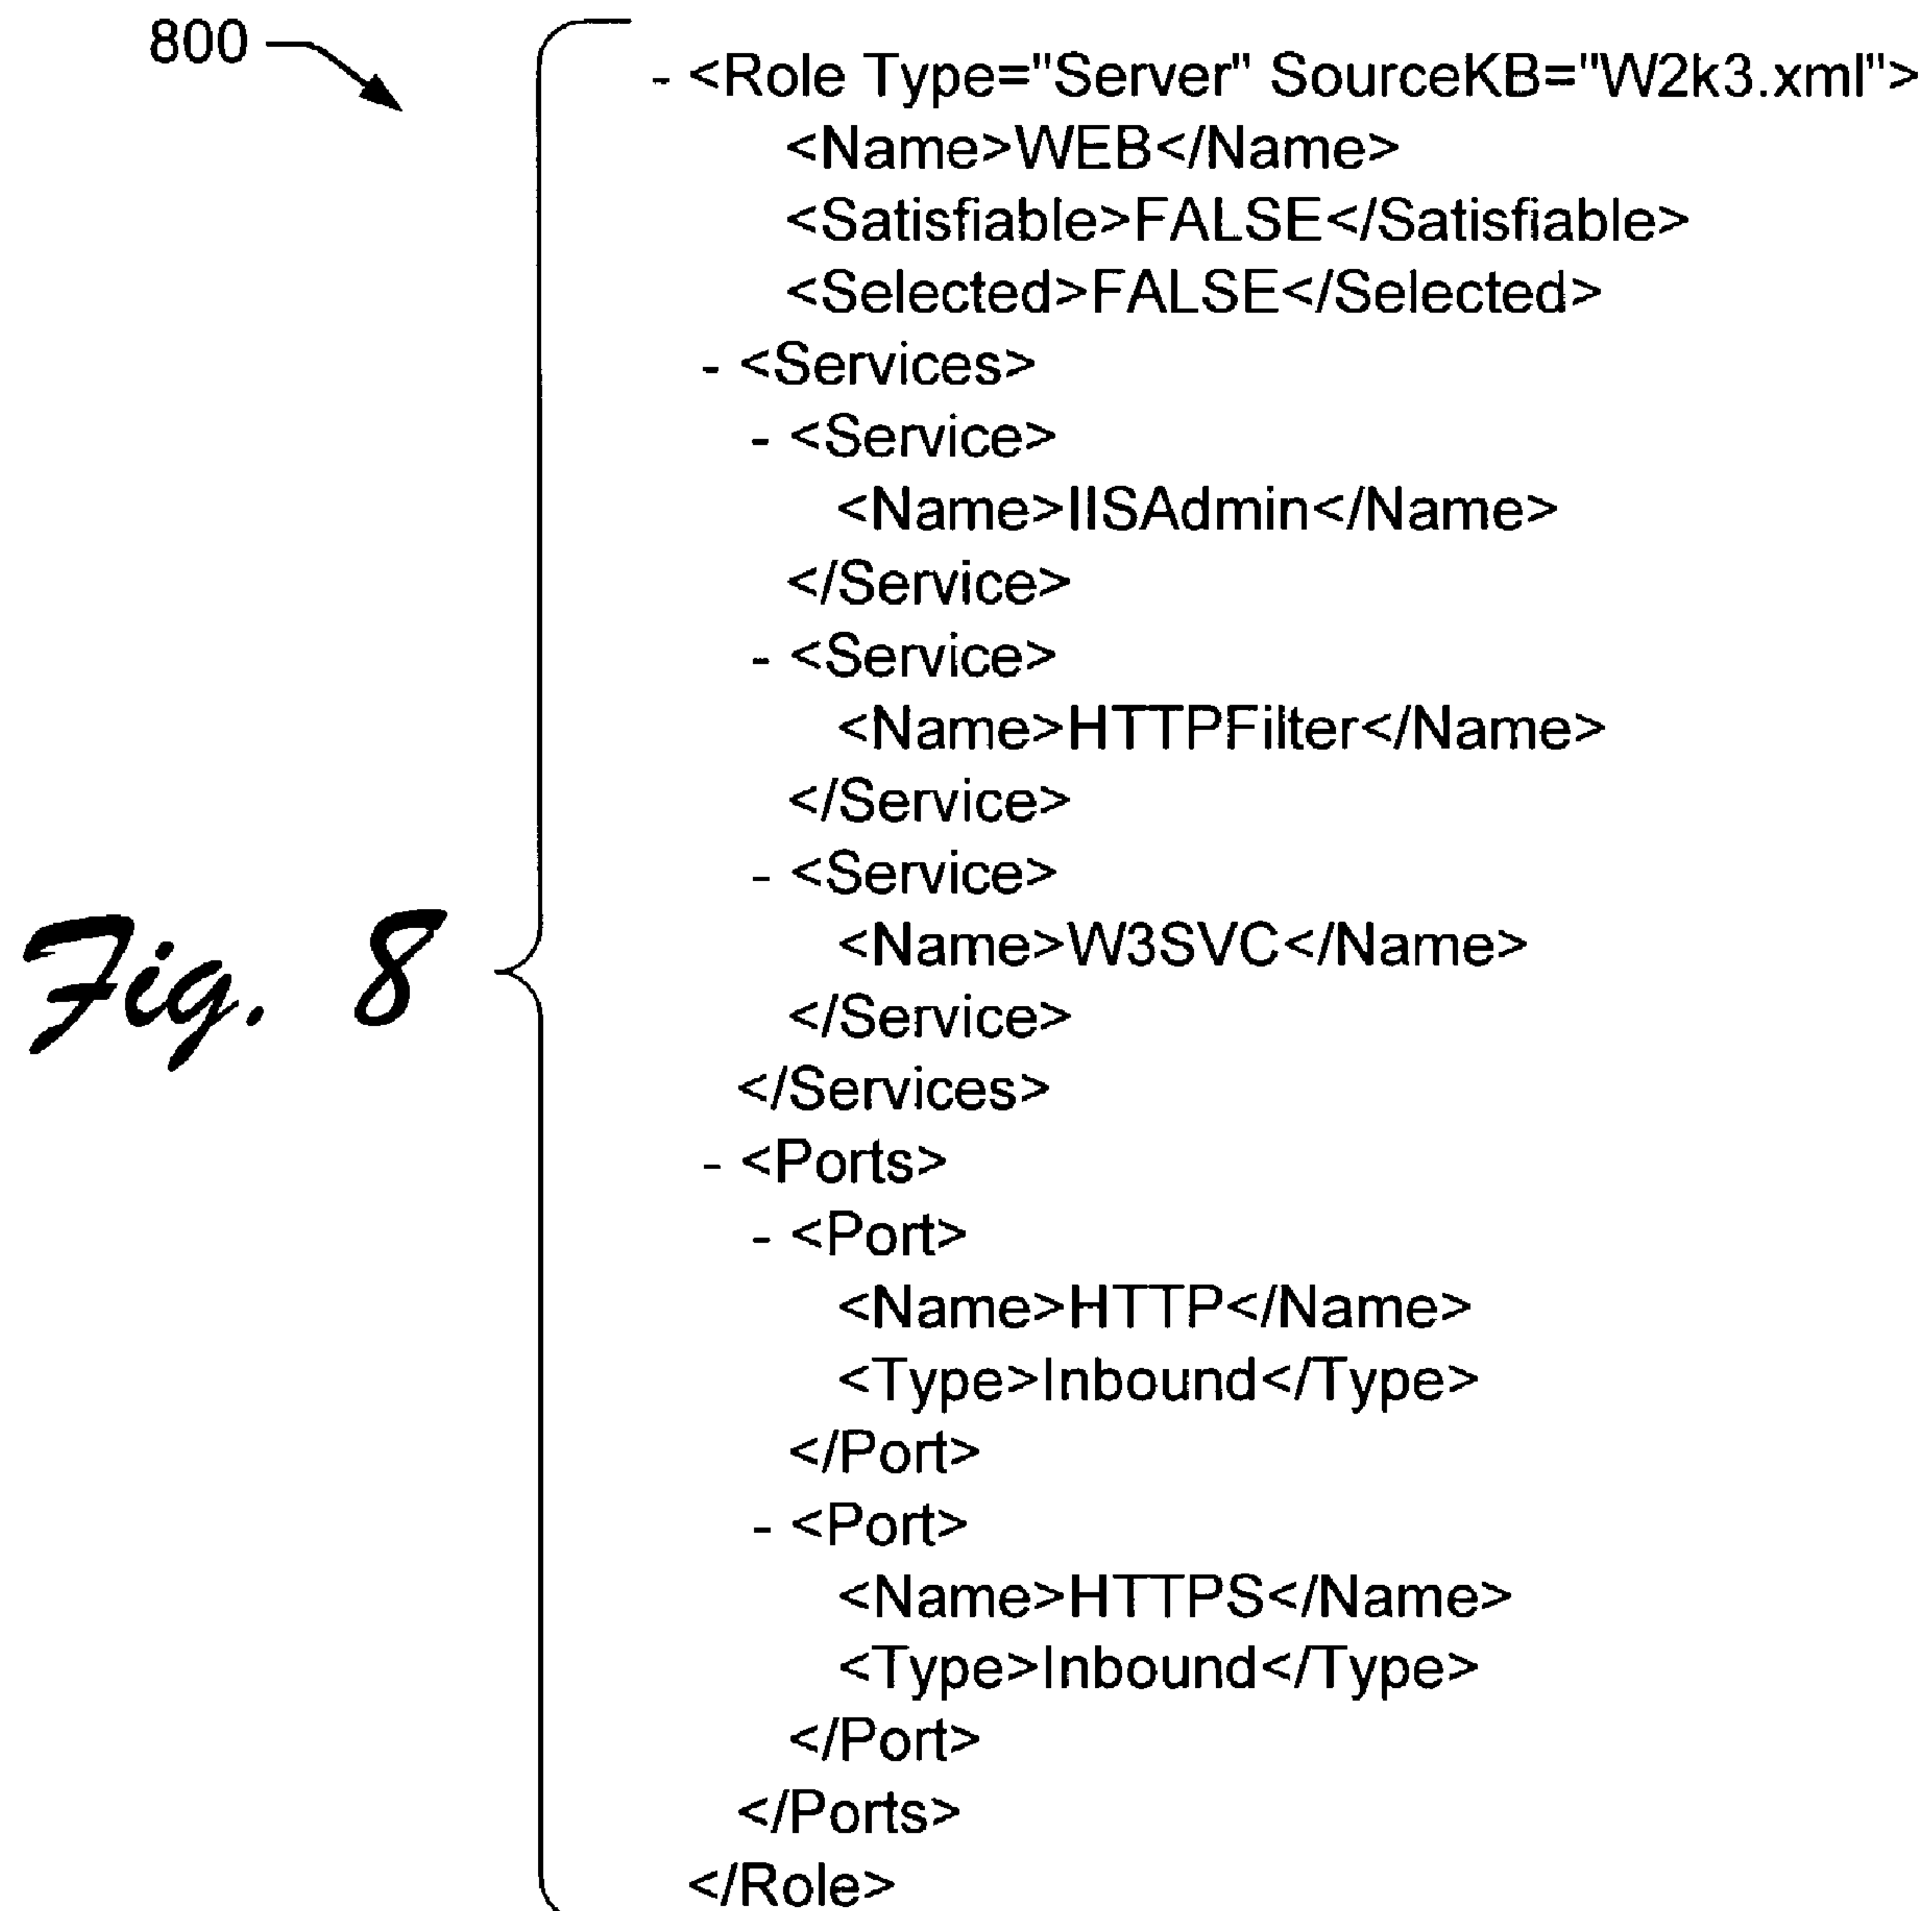 800
- <Role Type="Server" SourceKB="W2k3.xml">
<Name>WEB</Name>
<Satisfiable>FALSE</Satisfiable>
<Selected>FALSE</Selected>
- <Services>
- <Service>
<Name>IISAdmin</Name>
</Service>
- <Service>
<Name>HTTPFilter</Name>
</Service>
- <Service>
<Name>W3SVC</Name>
</Service>
</Services>
- <Ports>
- <Port>
<Name>HTTP</Name>
<Type>Inbound</Type>
</Port>
- <Port>
<Name>HTTPS</Name>
<Type>Inbound</Type>
</Port>
</Ports>
</Role>
Fig. 8